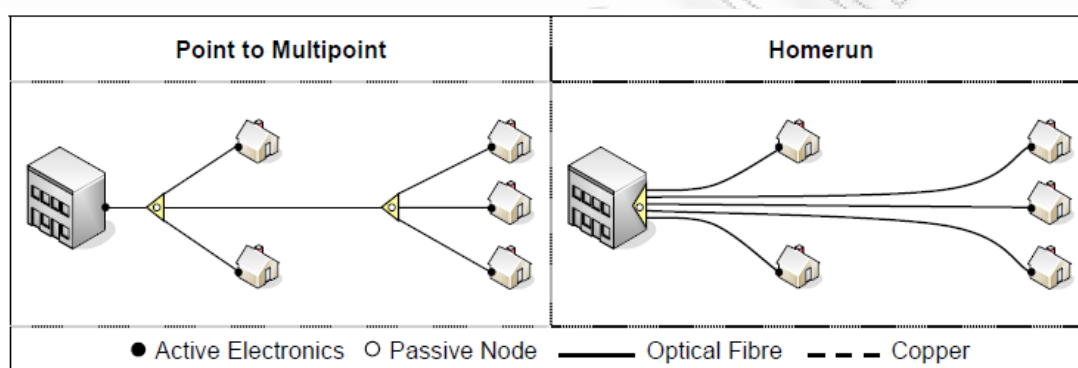 Point to Multipoint
Homerun
Active Electronics Passive Node Optical Fibre Copper